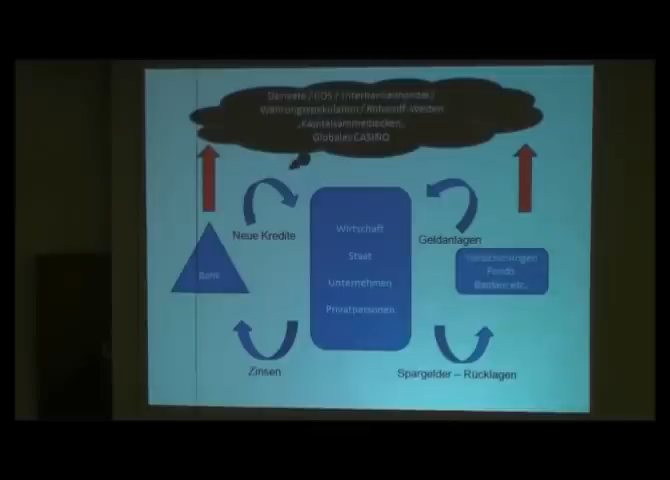 Derivate / CDS / Interbankenhandel /
Währungsspekulation / Rohstoff-Wetten
„Kapitalsammelbecken„
Globales CASINO
Neue Kredite
Geldanlagen
Wirtschaft
Staat
Unternehmen
Privatpersonen
Bank
Versicherungen
Fonds
Banken etc.
Zinsen
Spargelder – Rücklagen